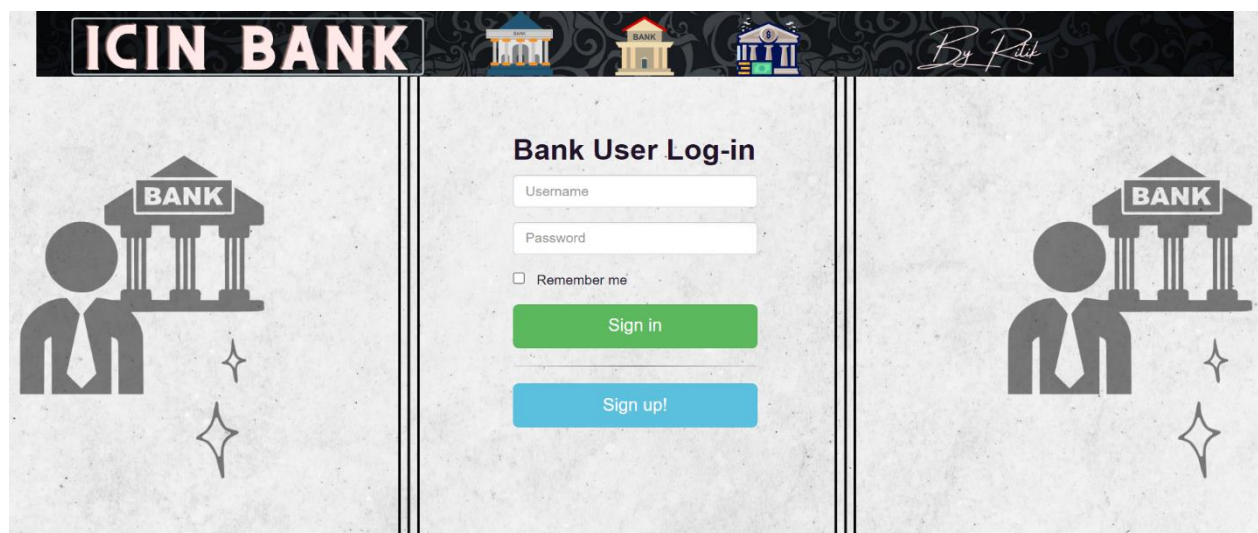 ICIN BANK
BANK
BANK
By Ritik
BANK
BANK
Bank User Log-in
Username
Password
Remember me
Sign in
Sign up!